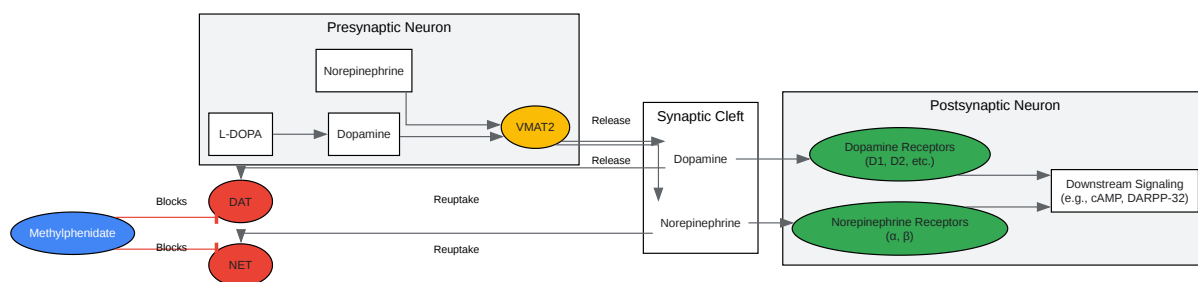 Presynaptic Neuron
Norepinephrine
L-DOPA
Dopamine
VMAT2
Release
Release
Synaptic Cleft
Dopamine
Norepinephrine
Postsynaptic Neuron
Dopamine Receptors
(D1, D2, etc.)
Norepinephrine Receptors
(α, β)
Downstream Signaling
(e.g., cAMP, DARPP-32)
Methylphenidate
Blocks
Blocks
DAT
NET
Reuptake
Reuptake